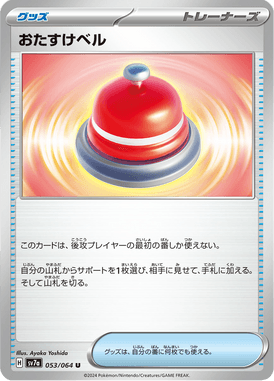 グッズ
トレーナーズ
おたすけベル
このカードは、後攻プレイヤーの最初の番しか使えない。
自分の山札からサポートを1枚選び、相手に見せて、手札に加える。
そして山札を切る。
Illus. Ayaka Yoshida
H SV7a 053/064 U
グッズは、自分の番に何枚でも使える。
©2024 Pokémon/Nintendo/Creatures/GAME FREAK.